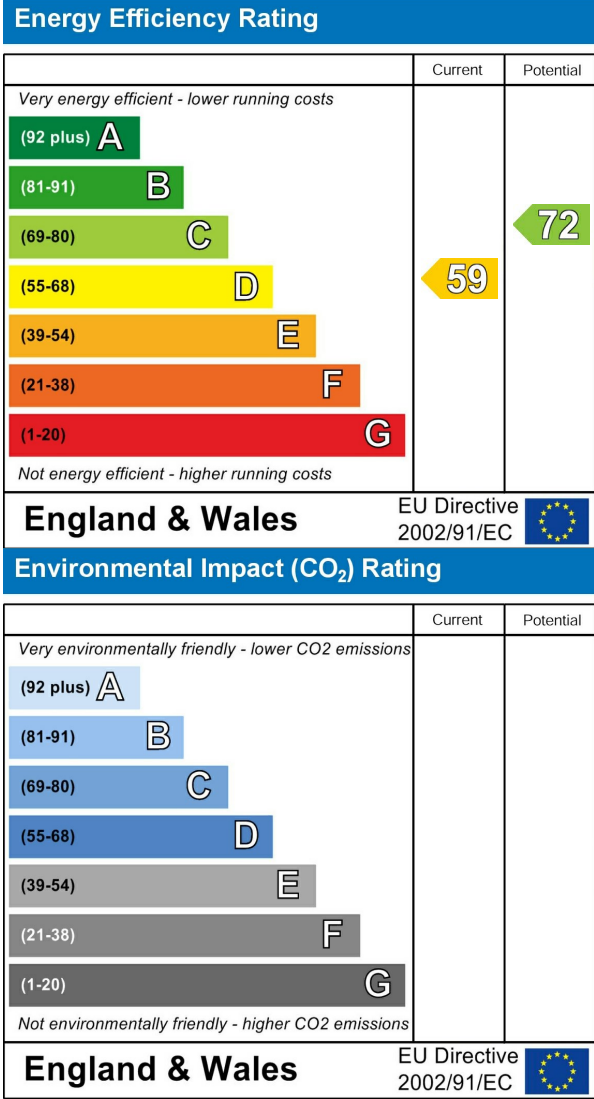 Energy Efficiency Rating
Current Potential
Very energy efficient - lower running costs
(92 plus) A
(81-91) B
(69-80) C
72
(55-68) D
59
(39-54) E
(21-38) F
(1-20) G
Not energy efficient - higher running costs
England & Wales
EU Directive
2002/91/EC
Environmental Impact (CO₂) Rating
Current Potential
Very environmentally friendly - lower CO2 emissions
(92 plus) A
(81-91) B
(69-80) C
(55-68) D
(39-54) E
(21-38) F
(1-20) G
Not environmentally friendly - higher CO2 emissions
England & Wales
EU Directive
2002/91/EC